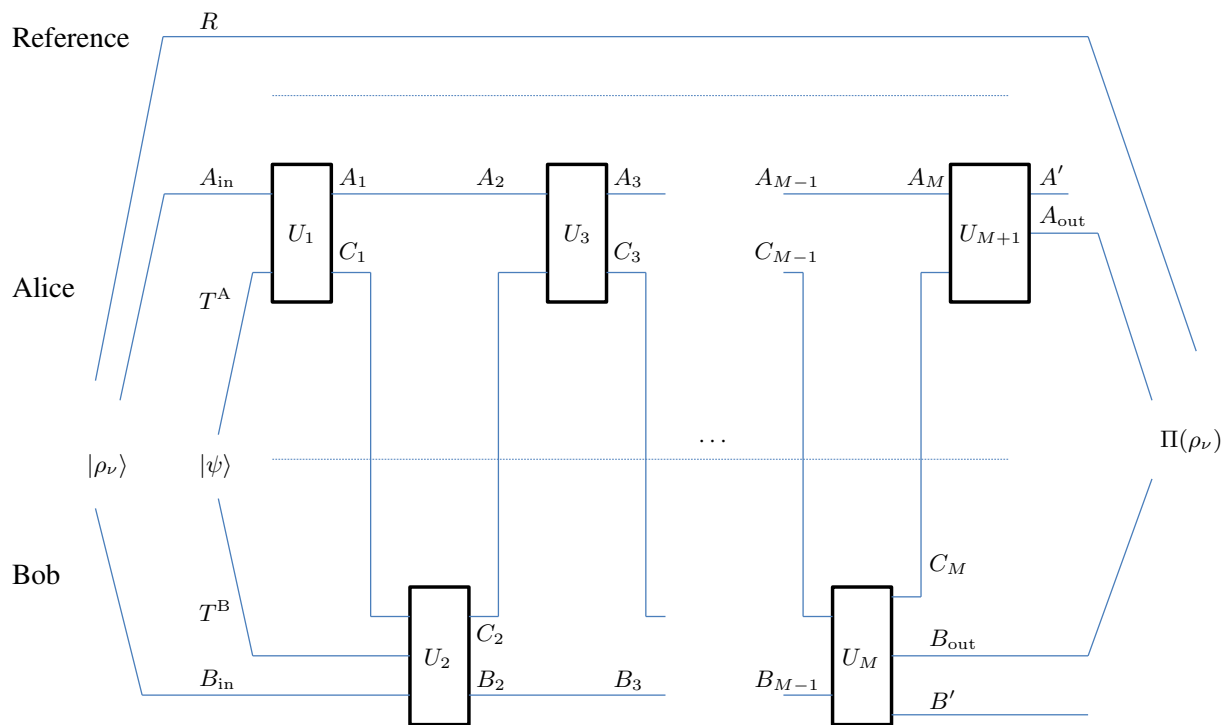 Reference
R
A_in U_1 A_1 A_2 U_3 A_3 A_{M−1} A_M U_{M+1} A′
A_out
C_1 C_3 C_{M−1}
Alice
T^A
|ρ_ν⟩ |ψ⟩ … Π(ρ_ν)
Bob
C_M
T^B
C_2
U_2 U_M B_out
B_in B_2 B_3 B_{M−1} B′